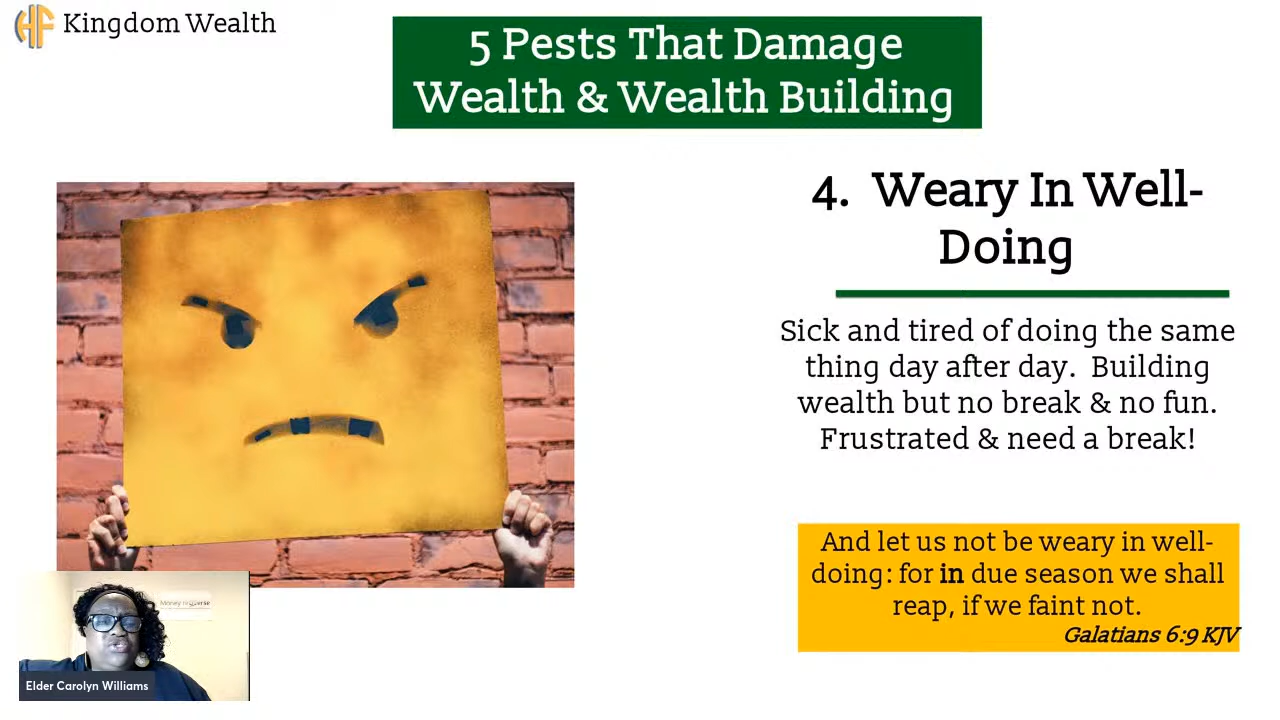 HF Kingdom Wealth
5 Pests That Damage
Wealth & Wealth Building
4. Weary In Well-
Doing
Sick and tired of doing the same
thing day after day. Building
wealth but no break & no fun.
Frustrated & need a break!
And let us not be weary in well-
doing: for in due season we shall
reap, if we faint not.
Galatians 6:9 KJV
Elder Carolyn Williams